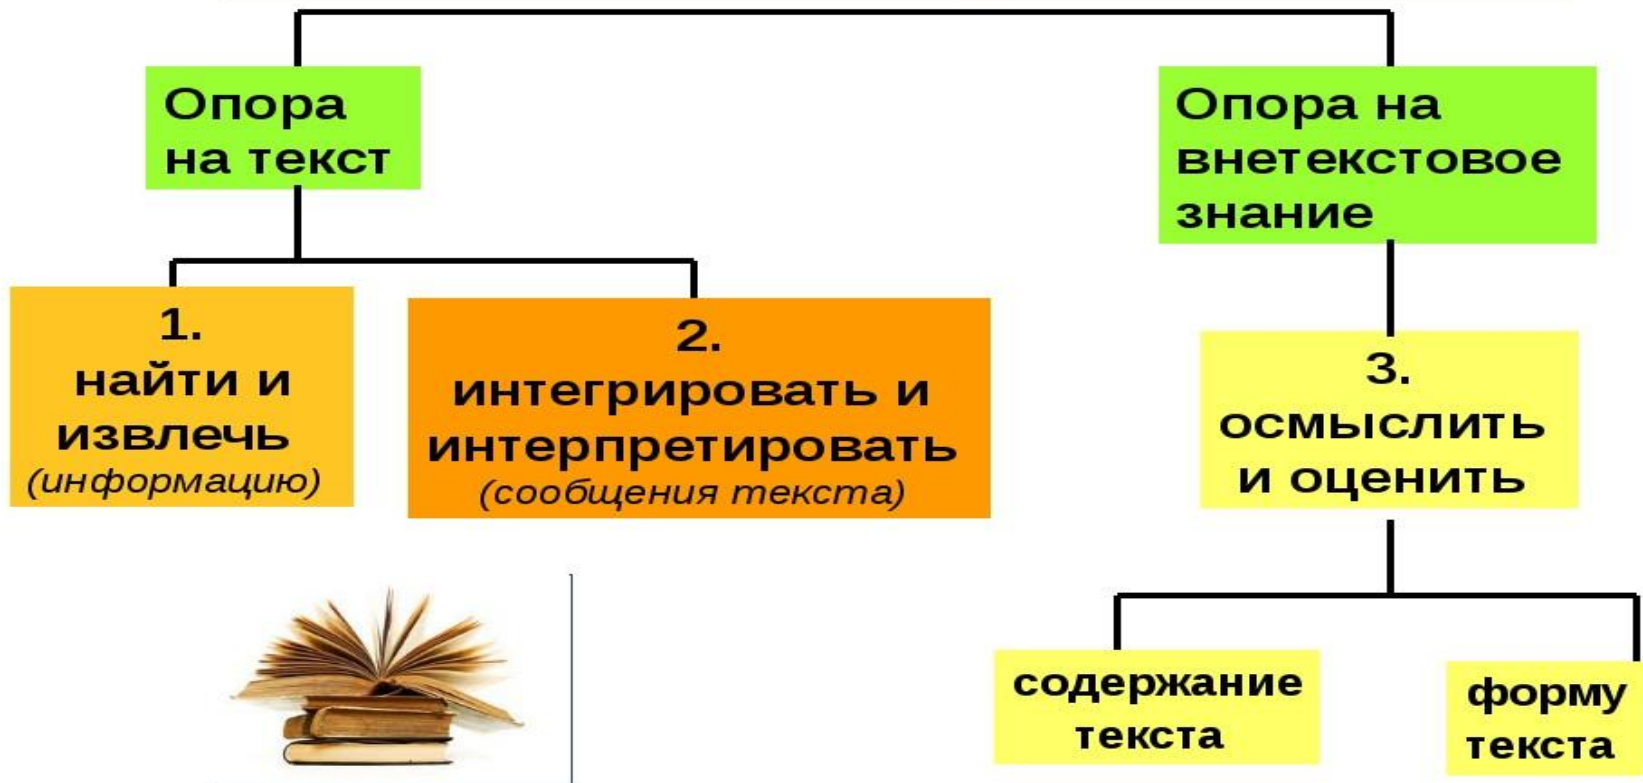 Опора
на текст
Опора на
внетекстовое
знание
1.
найти и
извлечь
(информацию)
2.
интегрировать и
интерпретировать
(сообщения текста)
3.
осмыслить
и оценить
содержание
текста
форму
текста